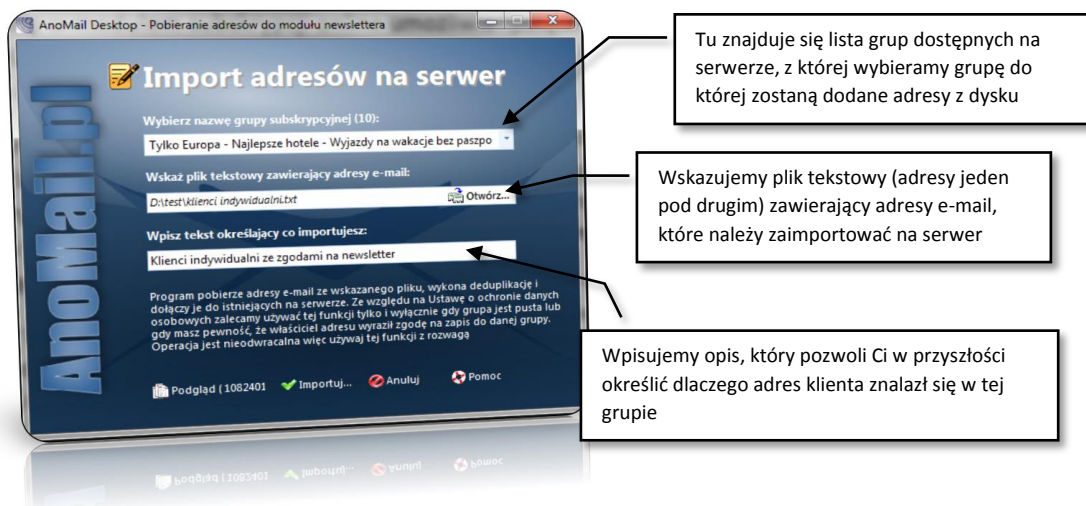 AnoMail Desktop - Pobieranie adresów do modułu newslettera
AnoMail.pl
Import adresów na serwer
Wybierz nazwę grupy subskrypcyjnej (10):
Tylko Europa - Najlepsze hotele - Wyjazdy na wakacje bez paszpo
Wskaż plik tekstowy zawierający adresy e-mail:
D:\test\klienci indywidualni.txt
Otwórz...
Wpisz tekst określający co importujesz:
Klienci indywidualni ze zgodami na newsletter
Program pobierze adresy e-mail ze wskazanego pliku, wykona deduplikację i
dołączy je do istniejących na serwerze. Ze względu na Ustawę o ochronie danych
osobowych zalecamy używać tej funkcji tylko i wyłącznie gdy grupa jest pusta lub
gdy masz pewność, że właściciel adresu wyraził zgodę na zapis do danej grupy.
Operacja jest nieodwracalna więc używaj tej funkcji z rozwagą
Podgląd (1082401 Importuj... Anuluj Pomoc
Tu znajduje się lista grup dostępnych na
serwerze, z której wybieramy grupę do
której zostaną dodane adresy z dysku
Wskazujemy plik tekstowy (adresy jeden
pod drugim) zawierający adresy e-mail,
które należy zaimportować na serwer
Wpisujemy opis, który pozwoli Ci w przyszłości
określić dlaczego adres klienta znalazł się w tej
grupie